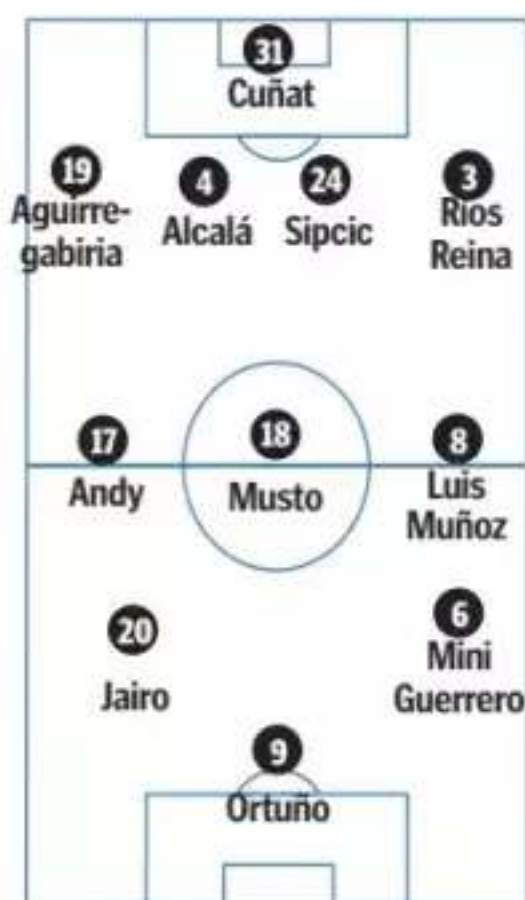 31
Cuñat
19
Aguirre-
gabiria
4
Alcalá
24
Sipcic
3
Rios
Reina
17
Andy
18
Musto
8
Luis
Muñoz
20
Jairo
6
Mini
Guerrero
9
Ortuño